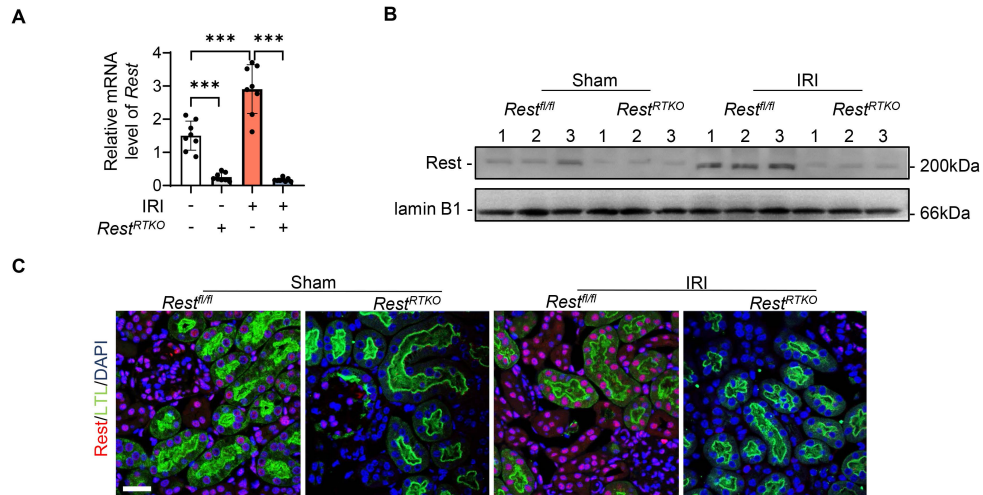 A
*** ***
***
Relative mRNA
level of Rest
4
3
2
1
0
IRI - - + +
Rest^RTKO - + - +
B
Sham IRI
Rest^fl/fl Rest^RTKO Rest^fl/fl Rest^RTKO
1 2 3 1 2 3 1 2 3 1 2 3
Rest - - 200kDa
lamin B1 - - 66kDa
C
Sham IRI
Rest^fl/fl Rest^RTKO Rest^fl/fl Rest^RTKO
Rest/LTL/DAPI